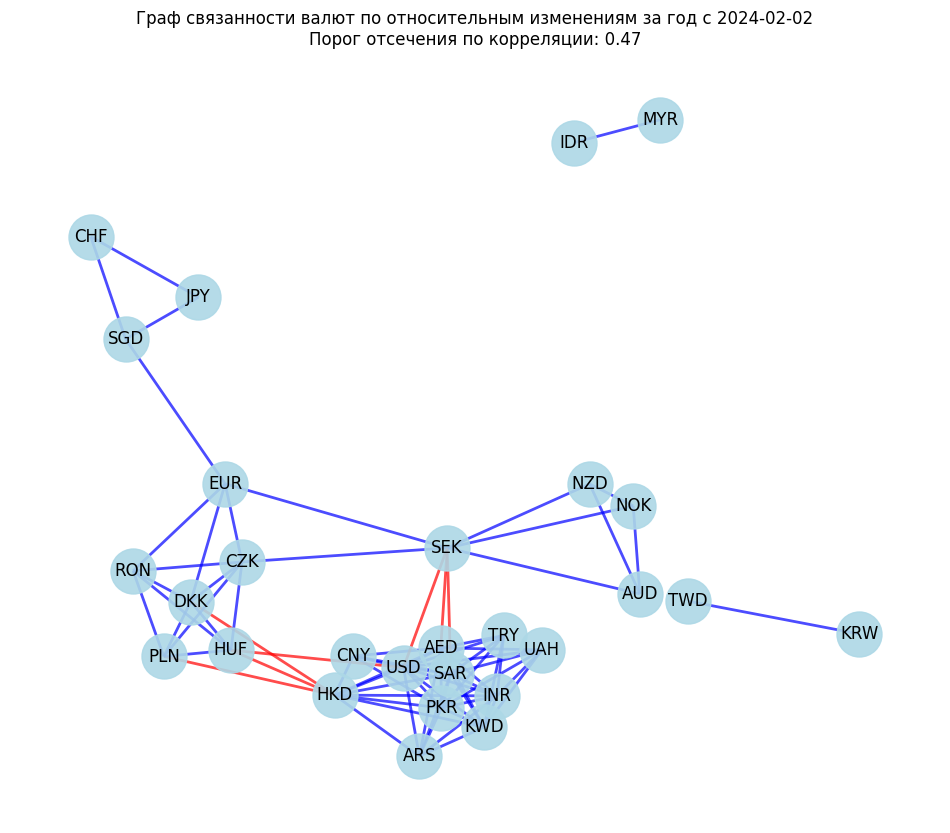 Граф связанности валют по относительным изменениям за год с 2024-02-02
Порог отсечения по корреляции: 0.47
MYR
IDR
CHF
JPY
SGD
EUR
NZD
NOK
SEK
CZK
RON
DKK
AUD
TWD
KRW
TRY
AED
UAH
HUF
CNY
PLN
USD
SAR
HKD
INR
PKR
KWD
ARS